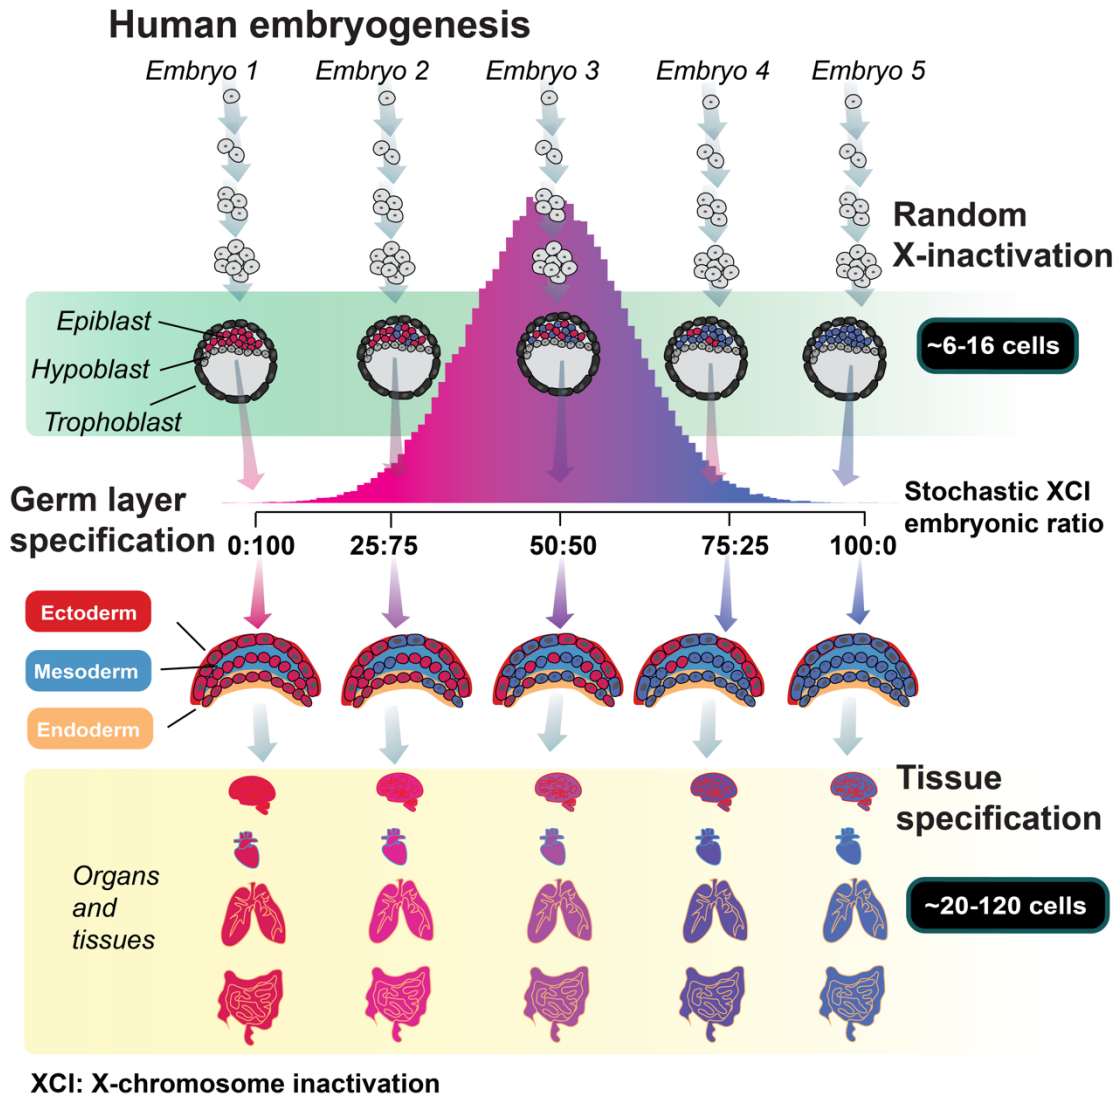 Human embryogenesis
Embryo 1
Embryo 2
Embryo 3
Embryo 4
Embryo 5
Random
X-inactivation
Epiblast
Hypoblast
Trophoblast
~6-16 cells
Germ layer
specification
Stochastic XCI
embryonic ratio
0:100
25:75
50:50
75:25
100:0
Ectoderm
Mesoderm
Endoderm
Tissue
specification
Organs
and
tissues
~20-120 cells
XCI: X-chromosome inactivation